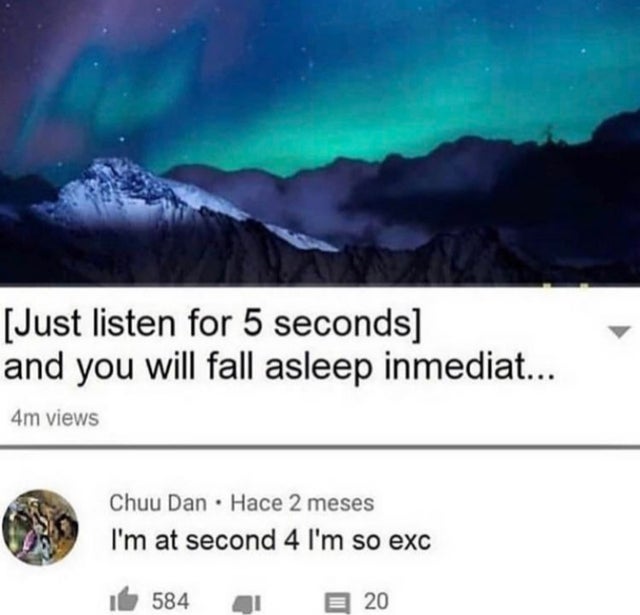 [Just listen for 5 seconds]
and you will fall asleep inmediat...
4m views
Chuu Dan • Hace 2 meses
I'm at second 4 I'm so exc
584 20